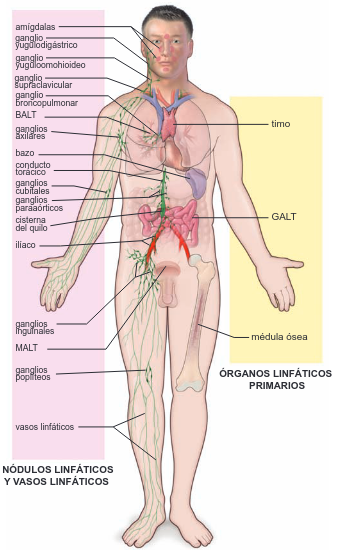 amígdalas
ganglio
yugulodigástrico
ganglio
yuguloomohioideo
ganglio
supraclavicular
ganglio
broncopulmonar
BALT
ganglios
axilares
bazo
conducto
torácico
ganglios
cubitales
ganglios
paraaórticos
cisterna
del quilo
ilíaco
ganglios
inguinales
MALT
ganglios
poplíteos
vasos linfáticos
NÓDULOS LINFÁTICOS
Y VASOS LINFÁTICOS
timo
GALT
médula ósea
ÓRGANOS LINFÁTICOS
PRIMARIOS